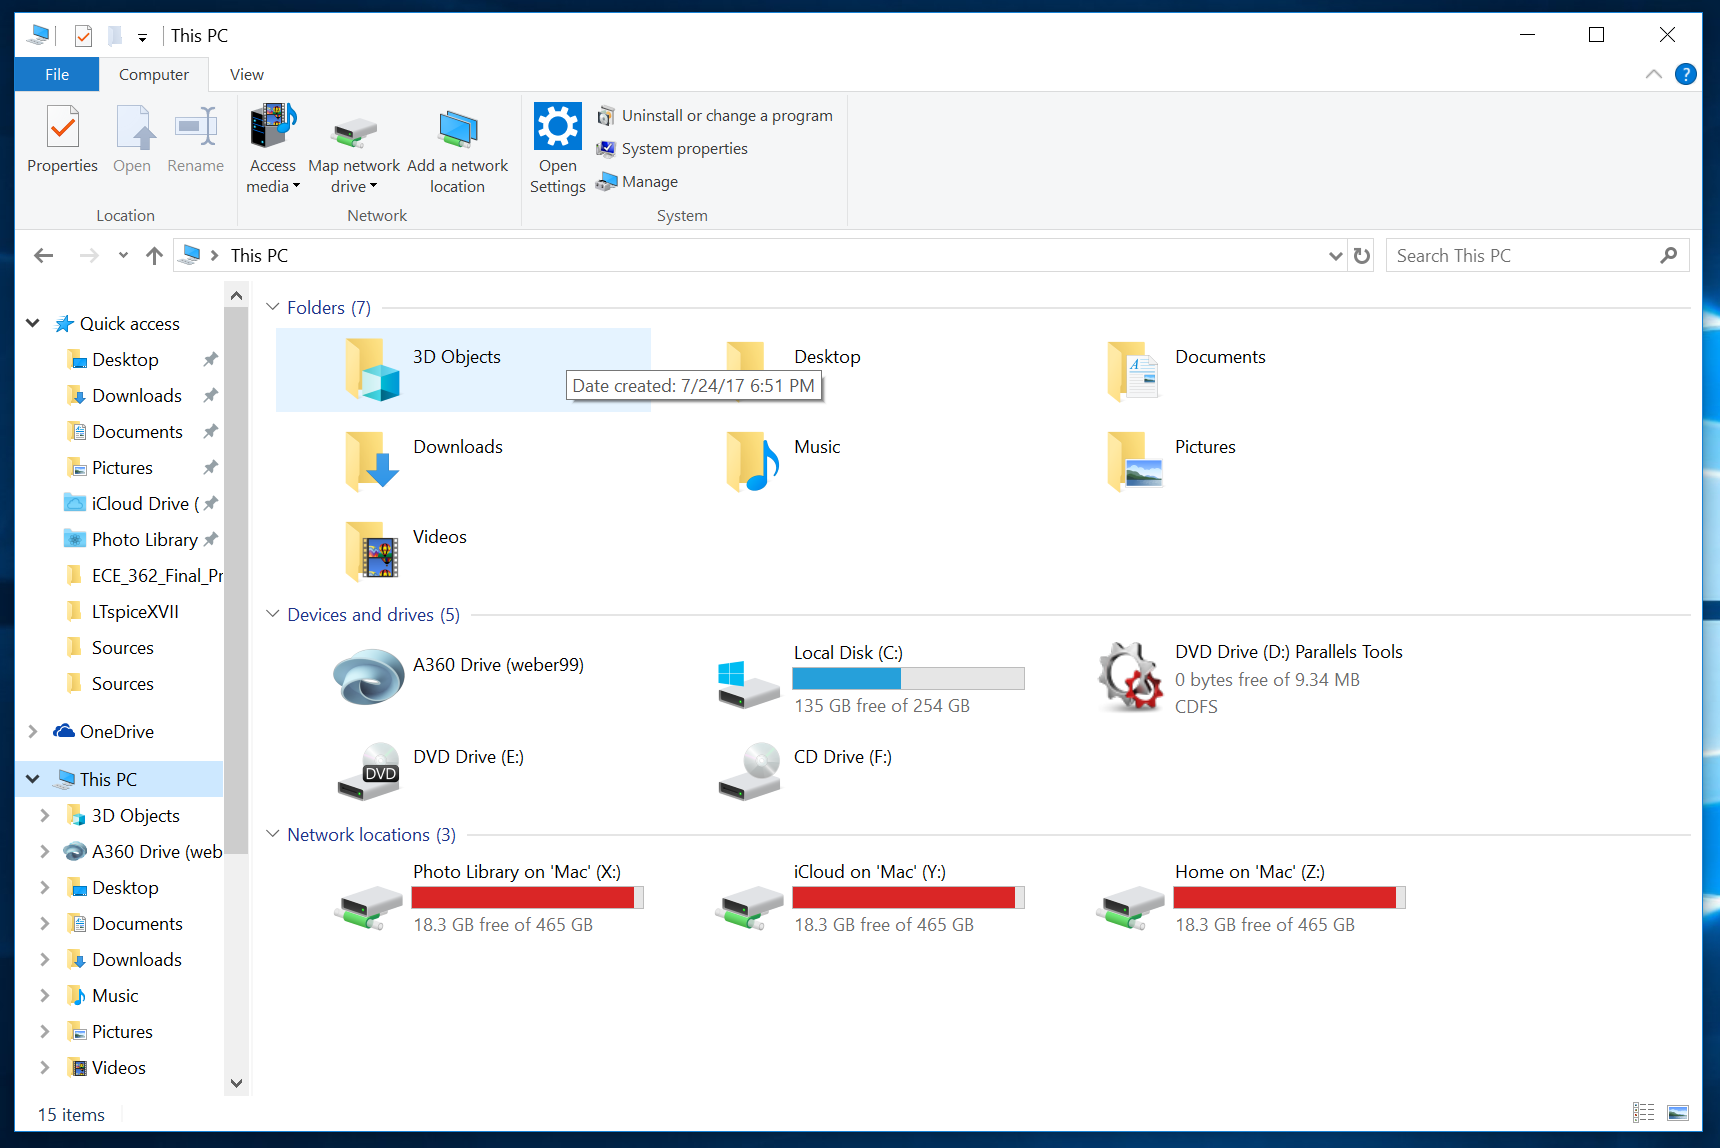 This PC
File
Computer
View
?
Properties
Open
Rename
Access media
Map network drive
Add a network location
Open Settings
Uninstall or change a program
System properties
Manage
Location
Network
System
This PC
Search This PC
Quick access
Desktop
Downloads
Documents
Pictures
iCloud Drive (
Photo Library
ECE_362_Final_Pr
LTspiceXVII
Sources
Sources
OneDrive
This PC
3D Objects
A360 Drive (web
Desktop
Documents
Downloads
Music
Pictures
Videos
Folders (7)
3D Objects
Desktop
Documents
Date created: 7/24/17 6:51 PM
Downloads
Music
Pictures
Videos
Devices and drives (5)
A360 Drive (weber99)
Local Disk (C:)
135 GB free of 254 GB
DVD Drive (D:) Parallels Tools
0 bytes free of 9.34 MB
CDFS
DVD
DVD Drive (E:)
CD Drive (F:)
Network locations (3)
Photo Library on 'Mac' (X:)
18.3 GB free of 465 GB
iCloud on 'Mac' (Y:)
18.3 GB free of 465 GB
Home on 'Mac' (Z:)
18.3 GB free of 465 GB
15 items